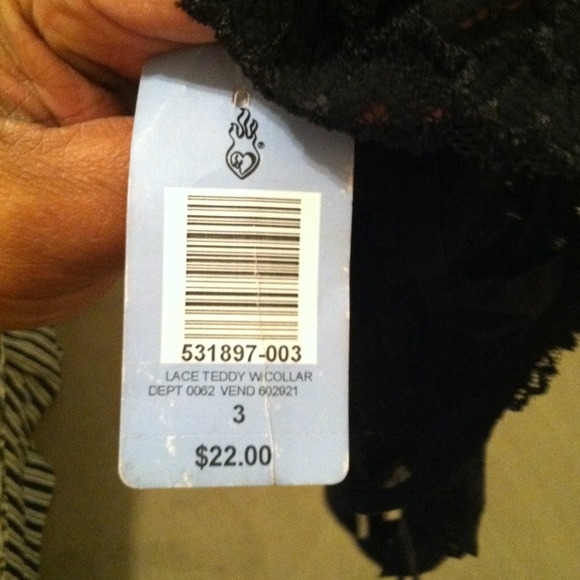 ®
531897-003
LACE TEDDY W/COLLAR
DEPT 0062 VEND 602921
3
$22.00